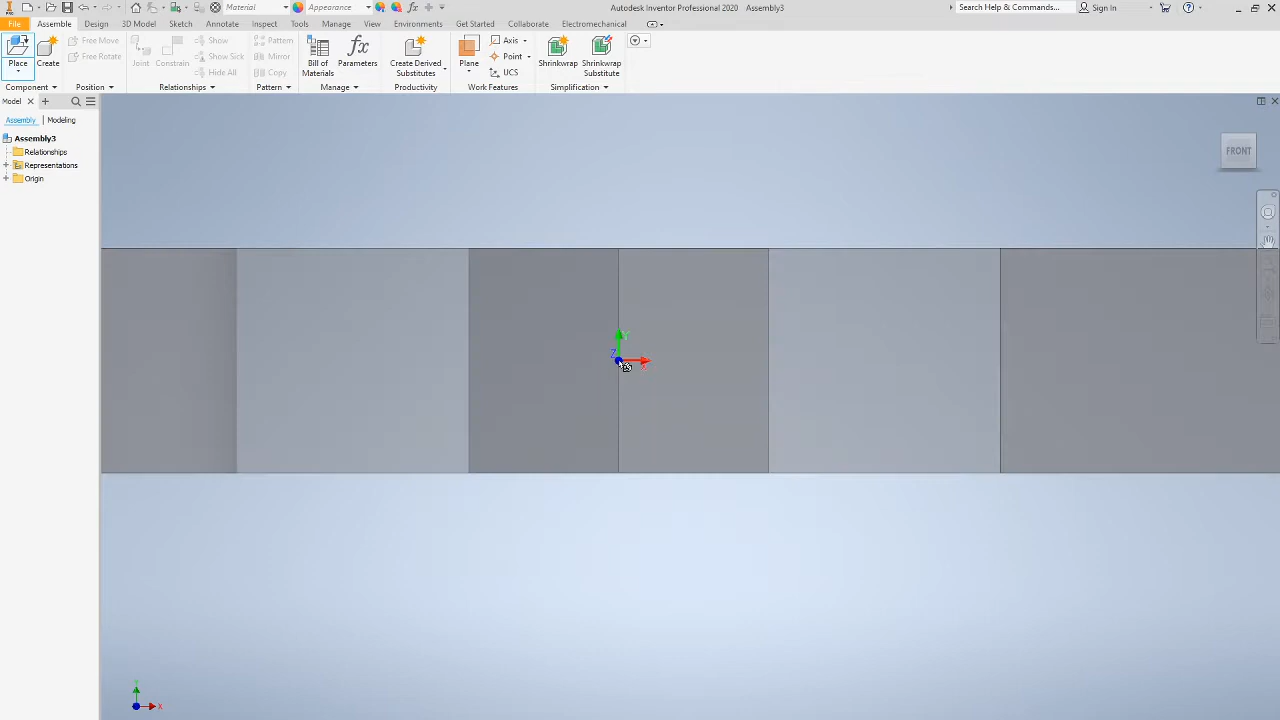 Material Appearance Autodesk Inventor Professional 2020 Assembly3 Search Help & Commands... Sign In
File Assemble Design 3D Model Sketch Annotate Inspect Tools Manage View Environments Get Started Collaborate Electromechanical
Place Create Free Move Free Rotate Joint Constrain Show Show Sick Hide All Pattern Mirror Copy Bill of Materials Parameters Create Derived Substitutes Plane Axis Point UCS Shrinkwrap Shrinkwrap Substitute
Component Position Relationships Pattern Manage Productivity Work Features Simplification
Model
Assembly Modeling
Assembly3
Relationships
Representations
Origin
FRONT
Y
Z
X
Y
X